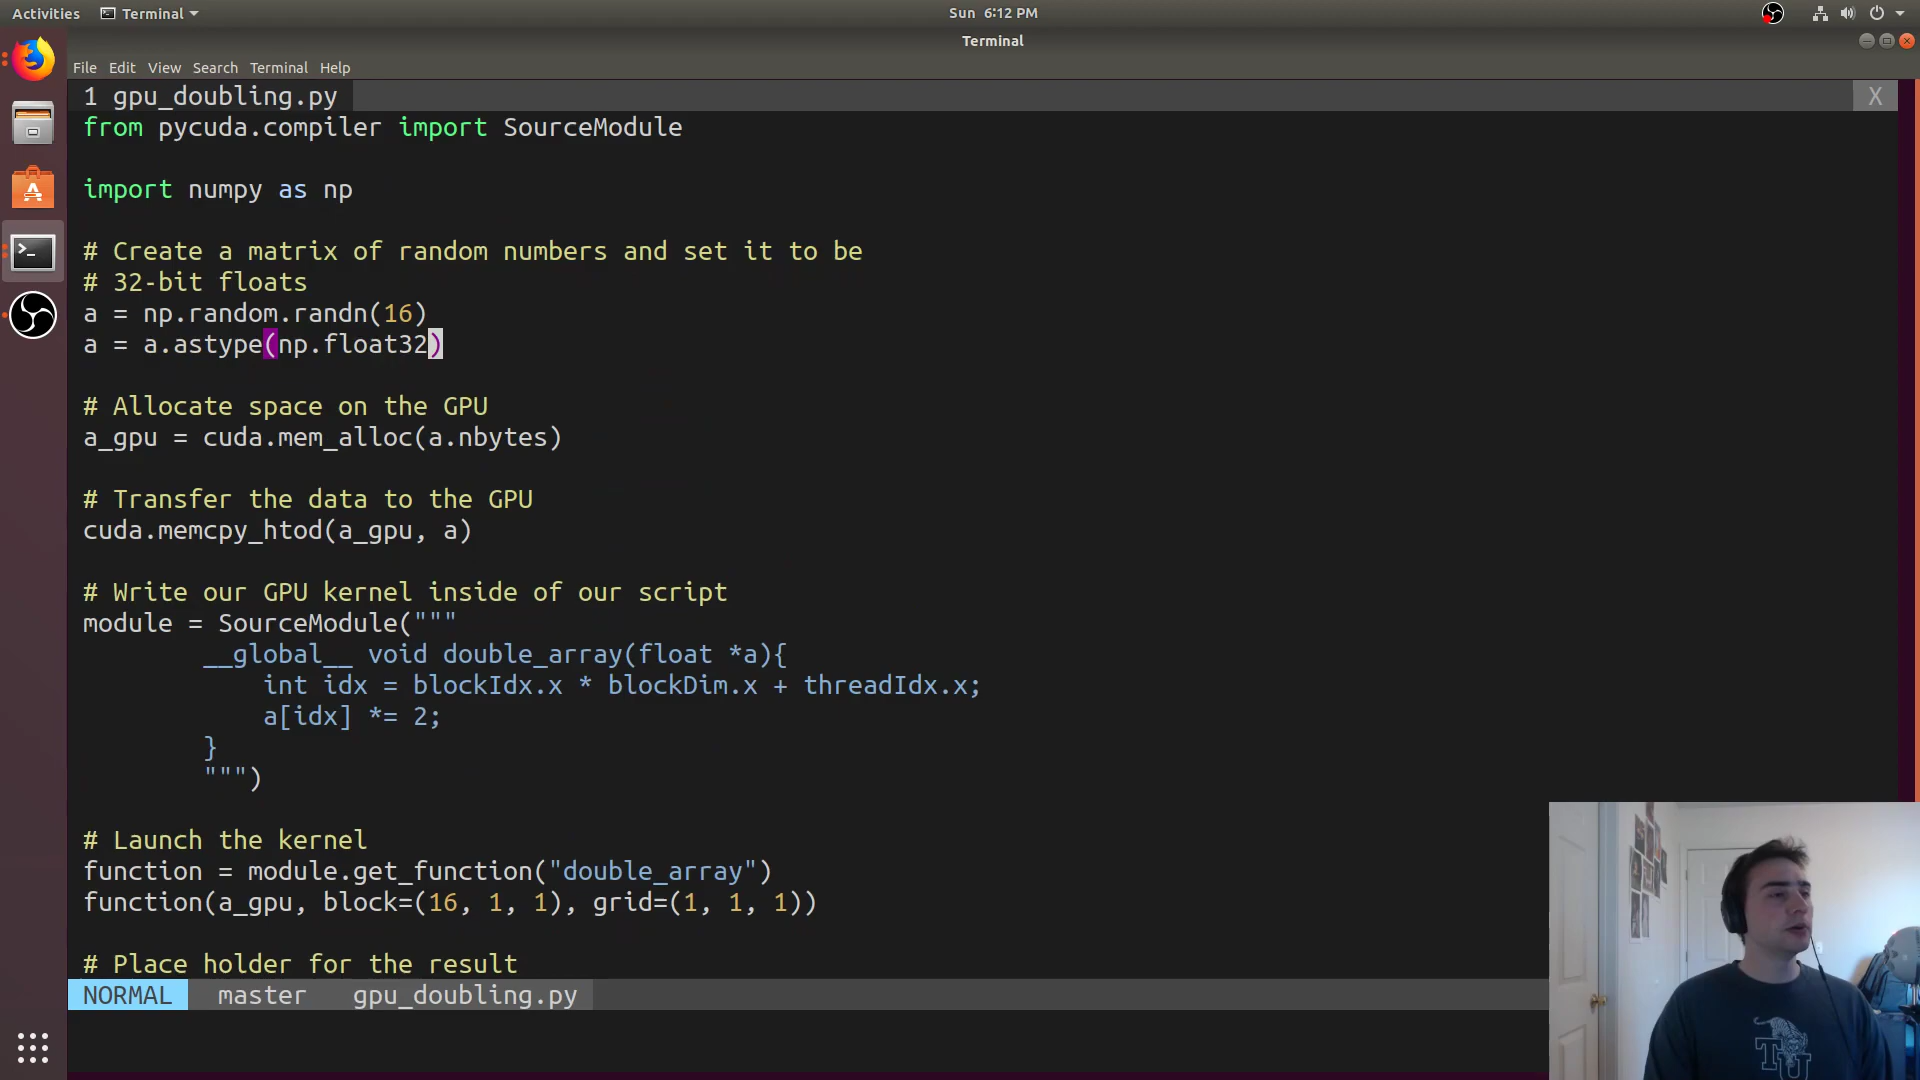 Activities Terminal Sun 6:12 PM
Terminal
File Edit View Search Terminal Help
1 gpu_doubling.py X
from pycuda.compiler import SourceModule
import numpy as np
# Create a matrix of random numbers and set it to be
# 32-bit floats
a = np.random.randn(16)
a = a.astype(np.float32)
# Allocate space on the GPU
a_gpu = cuda.mem_alloc(a.nbytes)
# Transfer the data to the GPU
cuda.memcpy_htod(a_gpu, a)
# Write our GPU kernel inside of our script
module = SourceModule("""
__global__ void double_array(float *a){
int idx = blockIdx.x * blockDim.x + threadIdx.x;
a[idx] *= 2;
}
""")
# Launch the kernel
function = module.get_function("double_array")
function(a_gpu, block=(16, 1, 1), grid=(1, 1, 1))
# Place holder for the result
NORMAL master gpu_doubling.py
TU